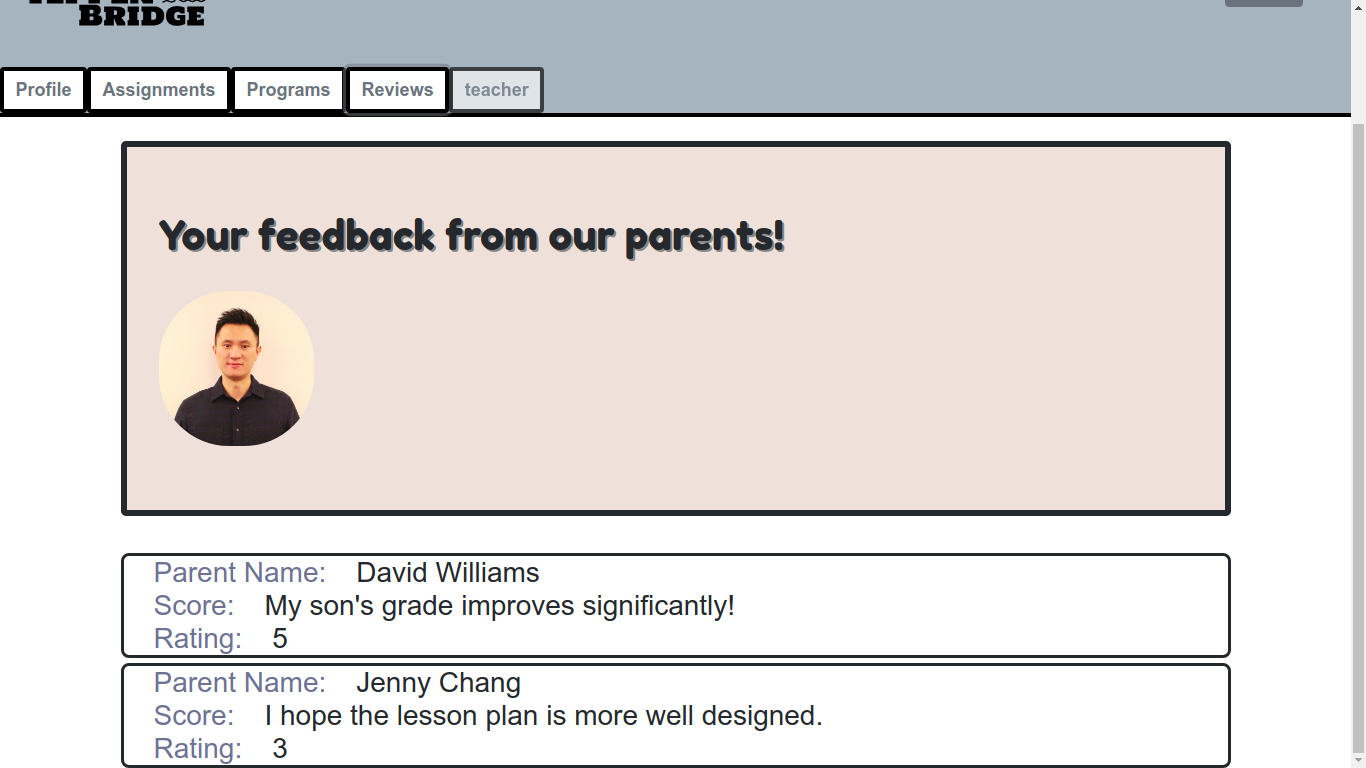 BRIDGE
Profile
Assignments
Programs
Reviews
teacher
Your feedback from our parents!
Parent Name: David Williams
Score: My son's grade improves significantly!
Rating: 5
Parent Name: Jenny Chang
Score: I hope the lesson plan is more well designed.
Rating: 3